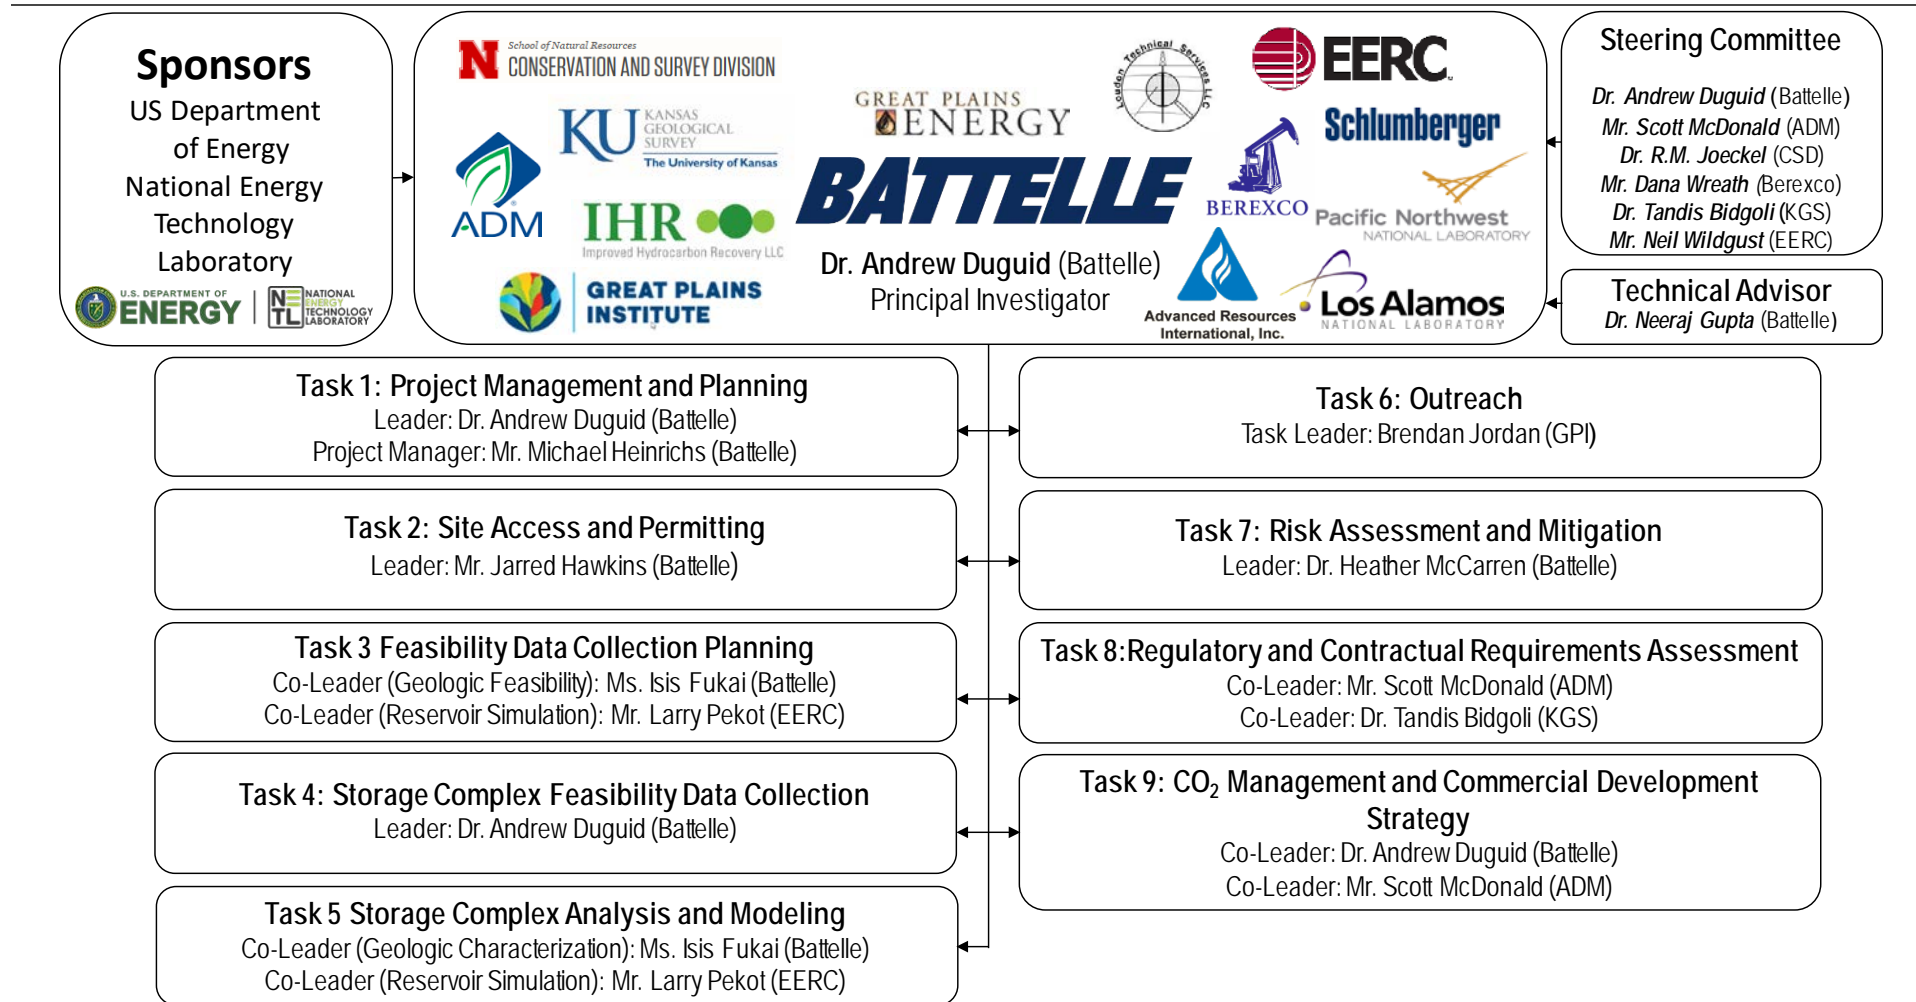 Sponsors
US Department
of Energy
National Energy
Technology
Laboratory
U.S. DEPARTMENT OF
ENERGY
NE
TL
NATIONAL
ENERGY
TECHNOLOGY
LABORATORY
N
School of Natural Resources
CONSERVATION AND SURVEY DIVISION
KU
KANSAS
GEOLOGICAL
SURVEY
The University of Kansas
ADM
IHR
Improved Hydrocarbon Recovery LLC
GREAT PLAINS
INSTITUTE
GREAT PLAINS
ENERGY
Loudon Technical Services LLC
BATTELLE
Dr. Andrew Duguid (Battelle)
Principal Investigator
EERC
Schlumberger
BEREXCO
Pacific Northwest
NATIONAL LABORATORY
Advanced Resources
International, Inc.
Los Alamos
NATIONAL LABORATORY
Steering Committee
Dr. Andrew Duguid (Battelle)
Mr. Scott McDonald (ADM)
Dr. R.M. Joeckel (CSD)
Mr. Dana Wreath (Berexco)
Dr. Tandis Bidgoli (KGS)
Mr. Neil Wildgust (EERC)
Technical Advisor
Dr. Neeraj Gupta (Battelle)
Task 1: Project Management and Planning
Leader: Dr. Andrew Duguid (Battelle)
Project Manager: Mr. Michael Heinrichs (Battelle)
Task 2: Site Access and Permitting
Leader: Mr. Jarred Hawkins (Battelle)
Task 3 Feasibility Data Collection Planning
Co-Leader (Geologic Feasibility): Ms. Isis Fukai (Battelle)
Co-Leader (Reservoir Simulation): Mr. Larry Pekot (EERC)
Task 4: Storage Complex Feasibility Data Collection
Leader: Dr. Andrew Duguid (Battelle)
Task 5 Storage Complex Analysis and Modeling
Co-Leader (Geologic Characterization): Ms. Isis Fukai (Battelle)
Co-Leader (Reservoir Simulation): Mr. Larry Pekot (EERC)
Task 6: Outreach
Task Leader: Brendan Jordan (GPI)
Task 7: Risk Assessment and Mitigation
Leader: Dr. Heather McCarren (Battelle)
Task 8:Regulatory and Contractual Requirements Assessment
Co-Leader: Mr. Scott McDonald (ADM)
Co-Leader: Dr. Tandis Bidgoli (KGS)
Task 9: CO₂ Management and Commercial Development
Strategy
Co-Leader: Dr. Andrew Duguid (Battelle)
Co-Leader: Mr. Scott McDonald (ADM)